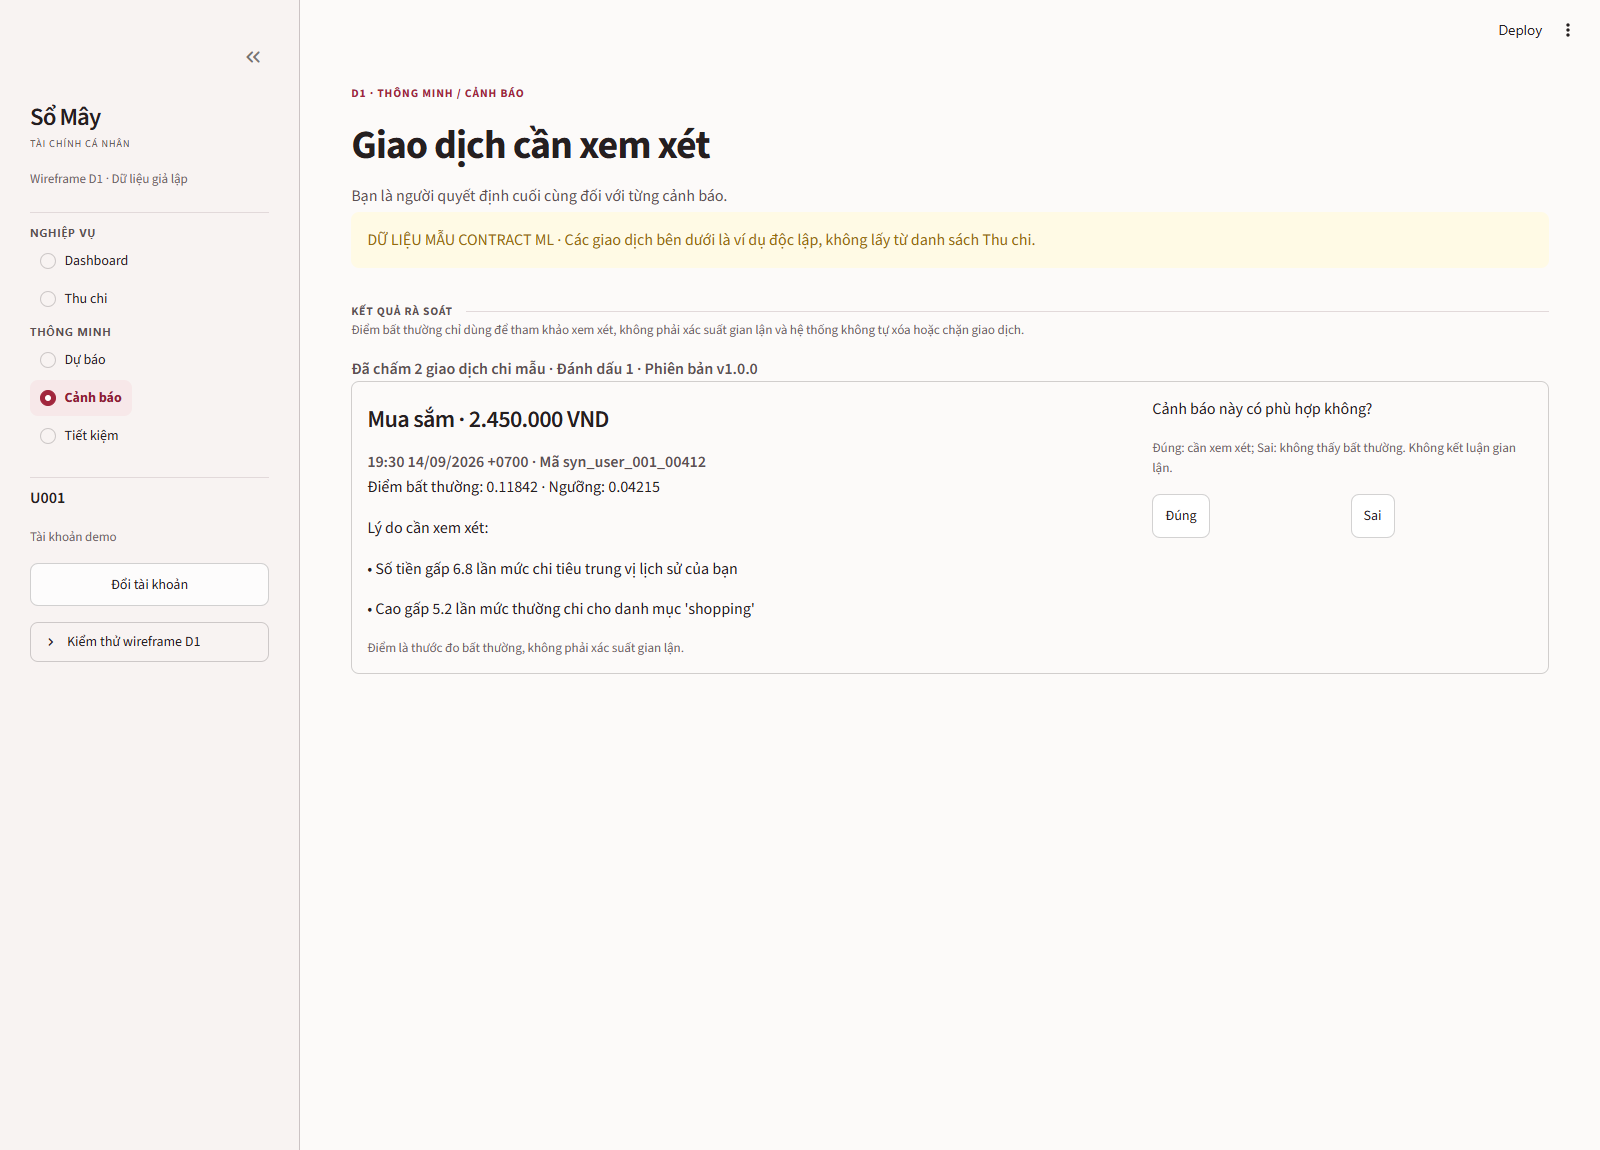 Deploy
Sổ Mây
TÀI CHÍNH CÁ NHÂN
Wireframe D1 · Dữ liệu giả lập
NGHIỆP VỤ
Dashboard
Thu chi
THÔNG MINH
Dự báo
Cảnh báo
Tiết kiệm
U001
Tài khoản demo
Đổi tài khoản
Kiểm thử wireframe D1
D1 · THÔNG MINH / CẢNH BÁO
Giao dịch cần xem xét
Bạn là người quyết định cuối cùng đối với từng cảnh báo.
DỮ LIỆU MẪU CONTRACT ML · Các giao dịch bên dưới là ví dụ độc lập, không lấy từ danh sách Thu chi.
KẾT QUẢ RÀ SOÁT
Điểm bất thường chỉ dùng để tham khảo xem xét, không phải xác suất gian lận và hệ thống không tự xóa hoặc chặn giao dịch.
Đã chấm 2 giao dịch chi mẫu · Đánh dấu 1 · Phiên bản v1.0.0
Mua sắm · 2.450.000 VND
19:30 14/09/2026 +0700 · Mã syn_user_001_00412
Điểm bất thường: 0.11842 · Ngưỡng: 0.04215
Lý do cần xem xét:
• Số tiền gấp 6.8 lần mức chi tiêu trung vị lịch sử của bạn
• Cao gấp 5.2 lần mức thường chi cho danh mục 'shopping'
Điểm là thước đo bất thường, không phải xác suất gian lận.
Cảnh báo này có phù hợp không?
Đúng: cần xem xét; Sai: không thấy bất thường. Không kết luận gian
lận.
Đúng
Sai